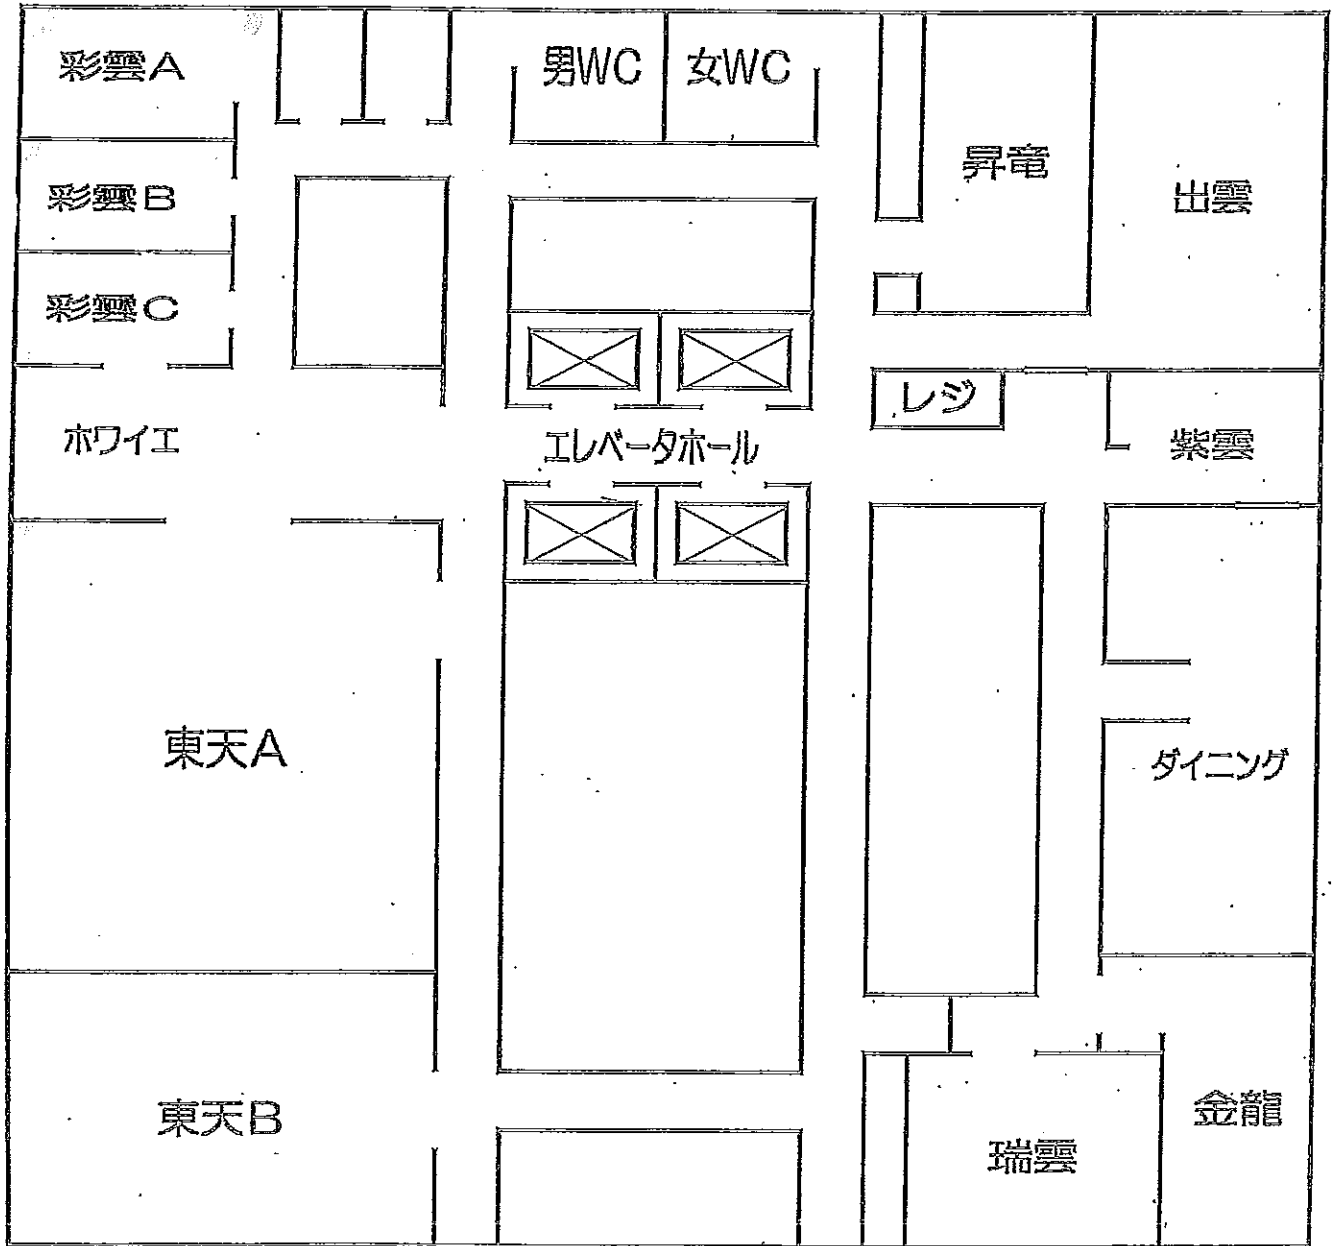 彩雲A
男WC
女WC
彩雲B
昇竜
出雲
彩雲C
レジ
ホワイエ
エレベータホール
紫雲
東天A
ダイニング
東天B
瑞雲
金龍